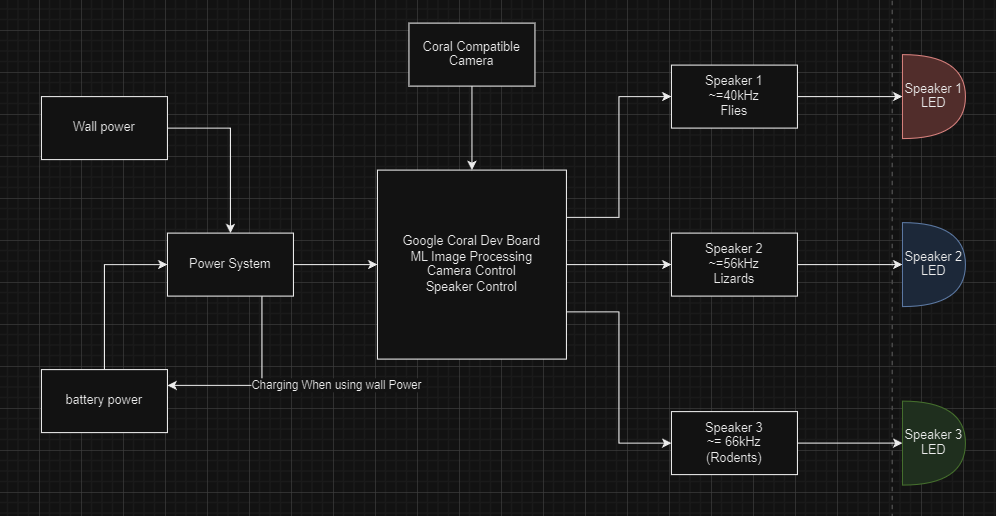 Coral Compatible
Camera
Wall power
Power System
battery power
Charging When using wall Power
Google Coral Dev Board
ML Image Processing
Camera Control
Speaker Control
Speaker 1
~=40kHz
Flies
Speaker 1
LED
Speaker 2
~=56kHz
Lizards
Speaker 2
LED
Speaker 3
~= 66kHz
(Rodents)
Speaker 3
LED